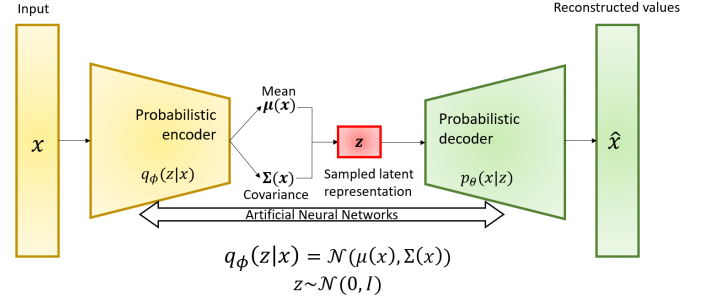 Input
Reconstructed values
x
Probabilistic
encoder
q_ϕ(z|x)
Mean
μ(x)
Σ(x)
Covariance
z
Sampled latent
representation
Probabilistic
decoder
p_θ(x|z)
x̂
Artificial Neural Networks
q_ϕ(z|x) = 𝒩(μ(x), Σ(x))
z~𝒩(0, I)